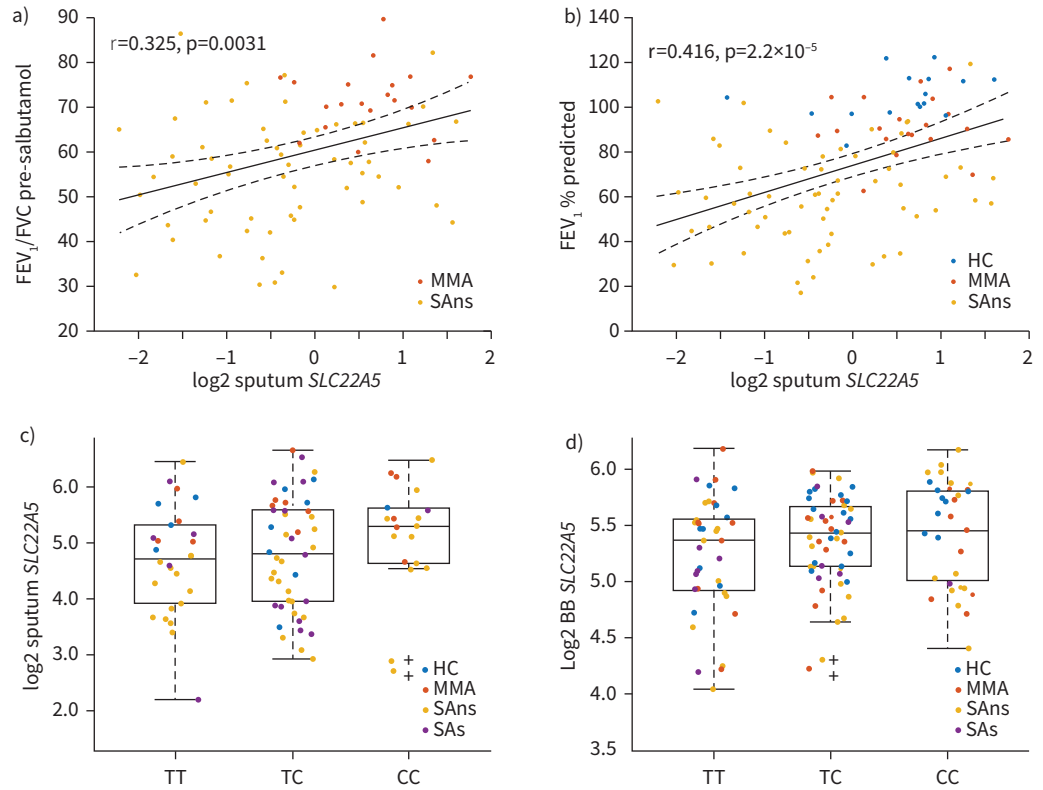 a)
r=0.325, p=0.0031
FEV1/FVC pre-salbutamol
90
80
70
60
50
40
30
20
MMA
SAns
−2 −1 0 1 2
log2 sputum SLC22A5
b)
r=0.416, p=2.2×10⁻⁵
FEV1 % predicted
140
120
100
80
60
40
20
0
HC
MMA
SAns
−2 −1 0 1 2
log2 sputum SLC22A5
c)
log2 sputum SLC22A5
6.0
5.0
4.0
3.0
2.0
HC
MMA
SAns
SAs
TT TC CC
d)
Log2 BB SLC22A5
6.0
5.5
5.0
4.5
4.0
3.5
HC
MMA
SAns
SAs
TT TC CC